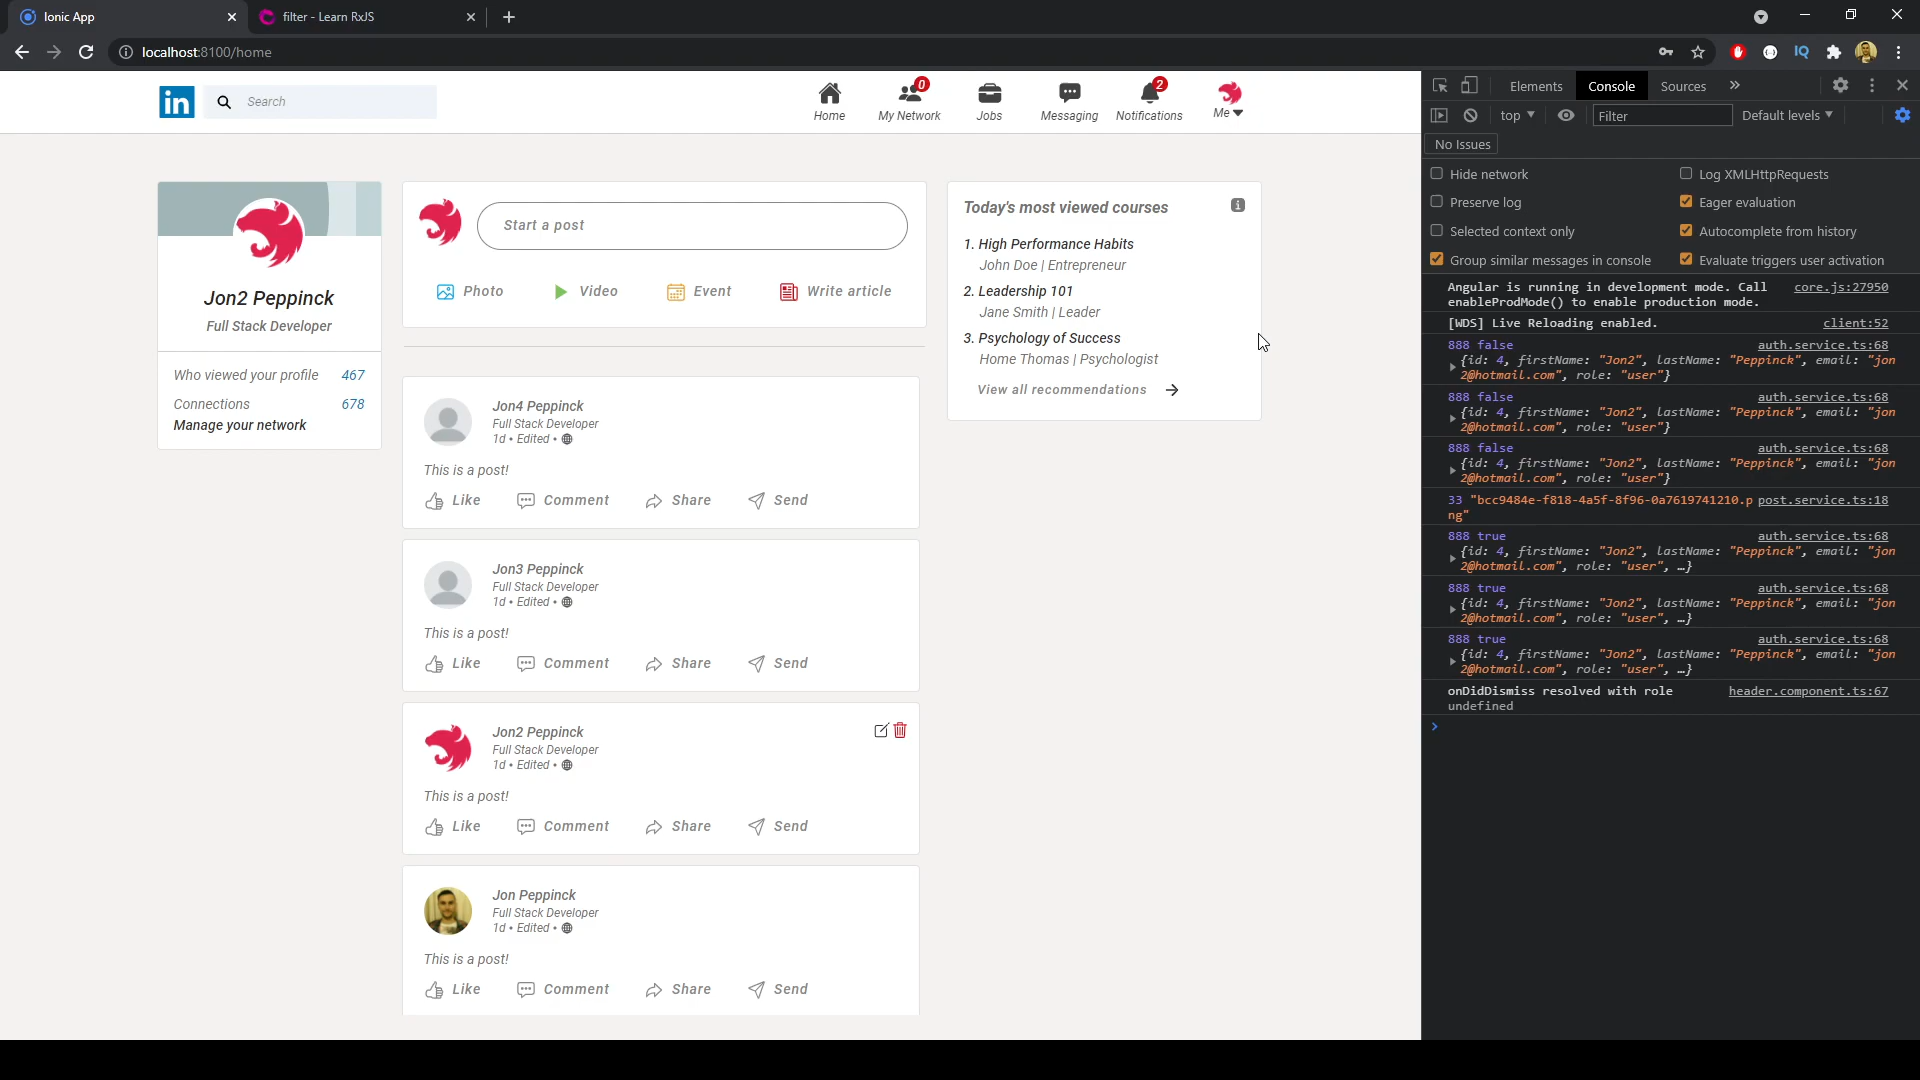 Ionic App
filter - Learn RxJS
localhost:8100/home
IQ
in
Search
Home
0
My Network
Jobs
Messaging
2
Notifications
Me
Jon2 Peppinck
Full Stack Developer
Who viewed your profile 467
Connections 678
Manage your network
Start a post
Photo Video Event Write article
Jon4 Peppinck
Full Stack Developer
1d • Edited •
This is a post!
Like Comment Share Send
Jon3 Peppinck
Full Stack Developer
1d • Edited •
This is a post!
Like Comment Share Send
Jon2 Peppinck
Full Stack Developer
1d • Edited •
This is a post!
Like Comment Share Send
Jon Peppinck
Full Stack Developer
1d • Edited •
This is a post!
Like Comment Share Send
Today's most viewed courses
1. High Performance Habits
John Doe | Entrepreneur
2. Leadership 101
Jane Smith | Leader
3. Psychology of Success
Home Thomas | Psychologist
View all recommendations
Elements Console Sources »
top Filter Default levels
No Issues
Hide network Log XMLHttpRequests
Preserve log Eager evaluation
Selected context only Autocomplete from history
Group similar messages in console Evaluate triggers user activation
Angular is running in development mode. Call core.js:27950
enableProdMode() to enable production mode.
[WDS] Live Reloading enabled. client:52
888 false auth.service.ts:68
{id: 4, firstName: "Jon2", lastName: "Peppinck", email: "jon
2@hotmail.com", role: "user"}
888 false auth.service.ts:68
{id: 4, firstName: "Jon2", lastName: "Peppinck", email: "jon
2@hotmail.com", role: "user"}
888 false auth.service.ts:68
{id: 4, firstName: "Jon2", lastName: "Peppinck", email: "jon
2@hotmail.com", role: "user"}
33 "bcc9484e-f818-4a5f-8f96-0a7619741210.p post.service.ts:18
ng"
888 true auth.service.ts:68
{id: 4, firstName: "Jon2", lastName: "Peppinck", email: "jon
2@hotmail.com", role: "user", …}
888 true auth.service.ts:68
{id: 4, firstName: "Jon2", lastName: "Peppinck", email: "jon
2@hotmail.com", role: "user", …}
888 true auth.service.ts:68
{id: 4, firstName: "Jon2", lastName: "Peppinck", email: "jon
2@hotmail.com", role: "user", …}
onDidDismiss resolved with role header.component.ts:67
undefined